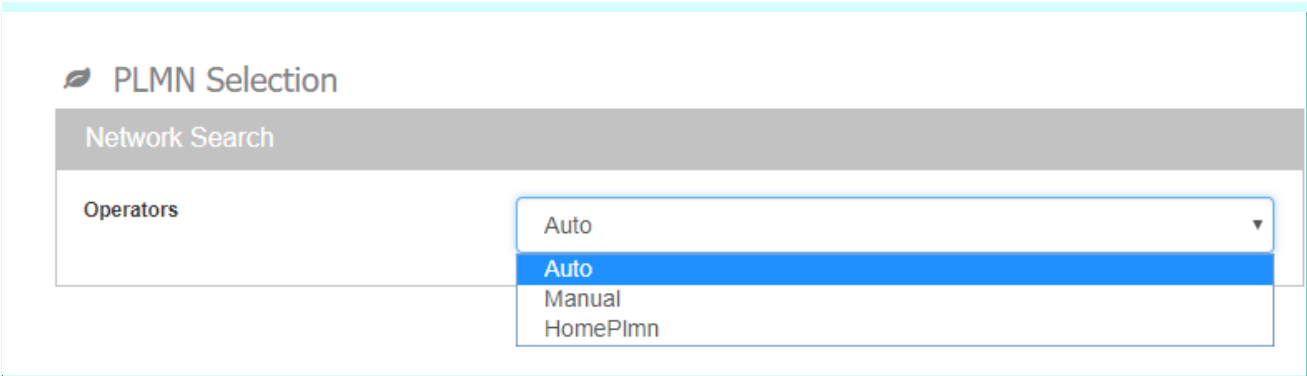 PLMN Selection
Network Search
Operators
Auto
Auto
Manual
HomePlmn